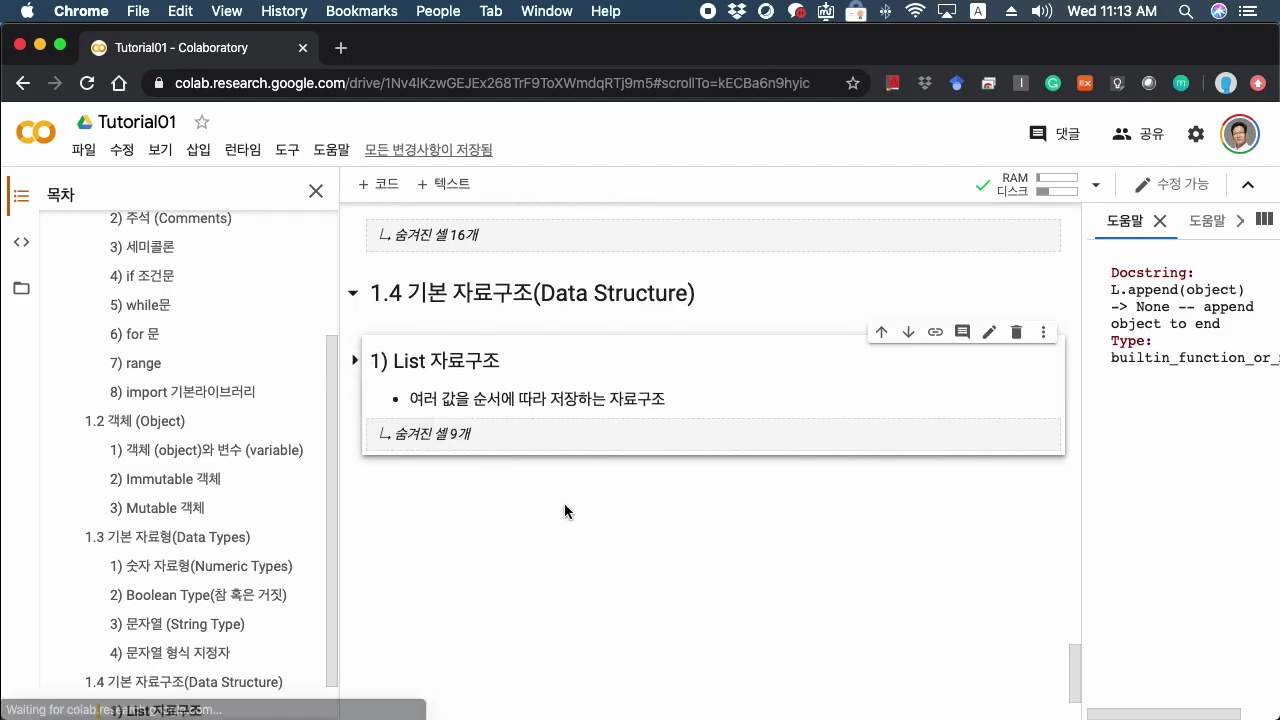 Chrome File Edit View History Bookmarks People Tab Window Help
Wed 11:13 AM
Tutorial01 - Colaboratory
colab.research.google.com/drive/1Nv4lKzwGEJEx268TrF9ToXWmdqRTj9m5#scrollTo=kECBa6n9hyic
Tutorial01
파일 수정 보기 삽입 런타임 도구 도움말 모든 변경사항이 저장됨
댓글 공유
+ 코드 + 텍스트
RAM
디스크
수정 가능
목차
2) 주석 (Comments)
3) 세미콜론
4) if 조건문
5) while문
6) for 문
7) range
8) import 기본라이브러리
1.2 객체 (Object)
1) 객체 (object)와 변수 (variable)
2) Immutable 객체
3) Mutable 객체
1.3 기본 자료형(Data Types)
1) 숫자 자료형(Numeric Types)
2) Boolean Type(참 혹은 거짓)
3) 문자열 (String Type)
4) 문자열 형식 지정자
1.4 기본 자료구조(Data Structure)
1) List 자료구조
숨겨진 셀 16개
1.4 기본 자료구조(Data Structure)
1) List 자료구조
• 여러 값을 순서에 따라 저장하는 자료구조
숨겨진 셀 9개
도움말 도움말
Docstring:
L.append(object)
-> None -- append
object to end
Type:
builtin_function_or_
Waiting for colab.